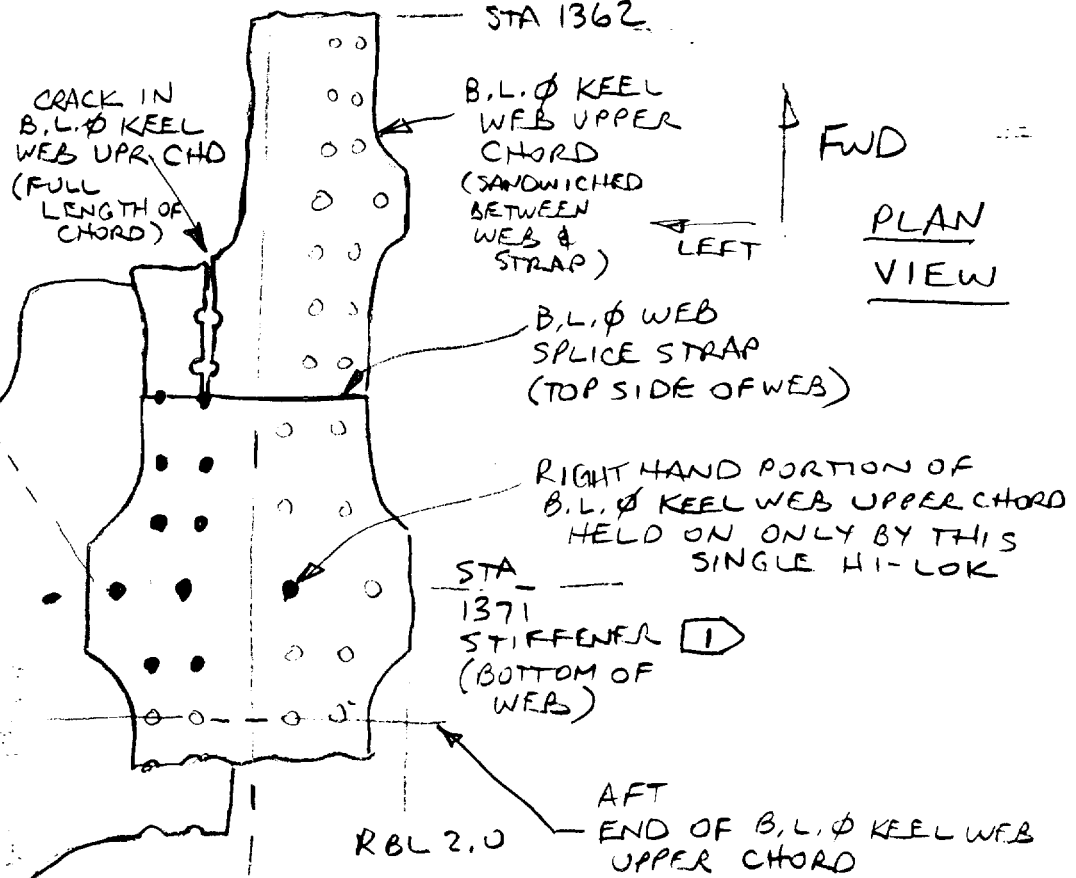 STA 1362
CRACK IN
B.L.Ø KEEL
WEB UPR CHD
(FULL
LENGTH OF
CHORD)
B.L.Ø KEEL
WEB UPPER
CHORD
(SANDWICHED
BETWEEN
WEB &
STRAP)
FWD
LEFT
PLAN
VIEW
B.L.Ø WEB
SPLICE STRAP
(TOP SIDE OF WEB)
RIGHT HAND PORTION OF
B.L.Ø KEEL WEB UPPER CHORD
HELD ON ONLY BY THIS
SINGLE HI-LOK
STA
1371
STIFFENER 1
(BOTTOM OF
WEB)
RBL 2.0
AFT
END OF B.L.Ø KEEL WEB
UPPER CHORD